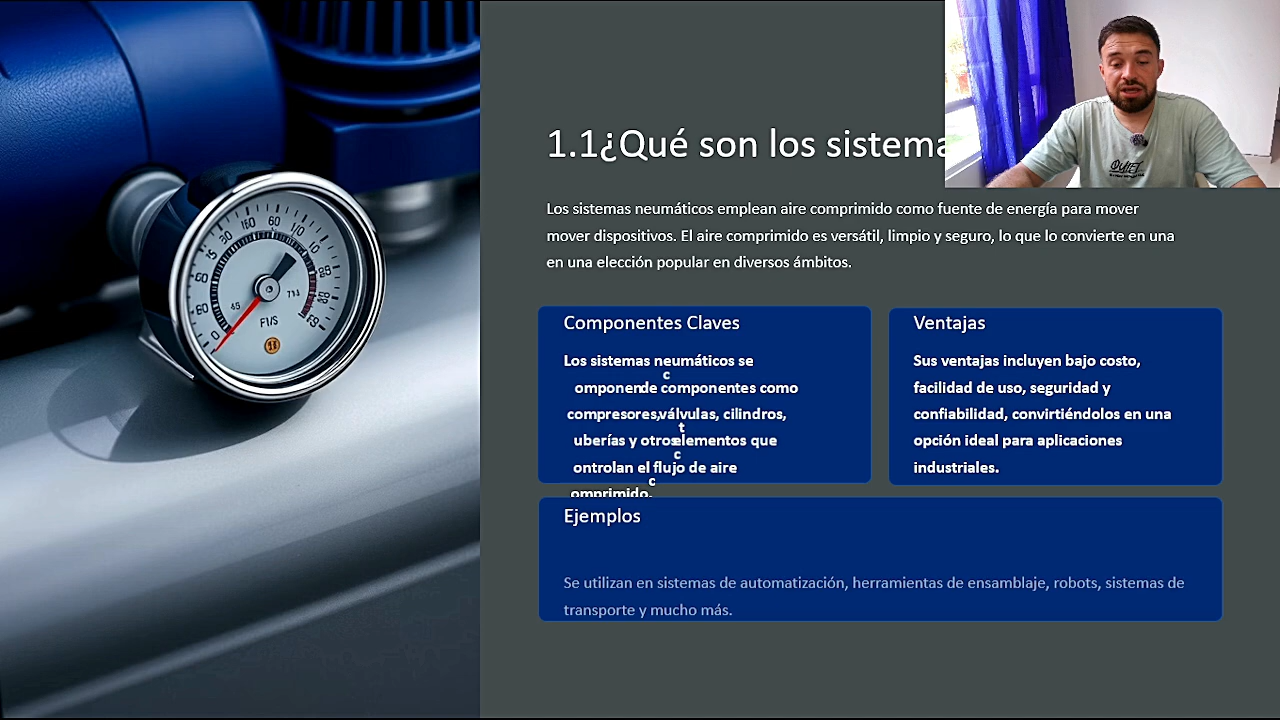 1.1¿Qué son los sistema
Los sistemas neumáticos emplean aire comprimido como fuente de energía para mover
mover dispositivos. El aire comprimido es versátil, limpio y seguro, lo que lo convierte en una
en una elección popular en diversos ámbitos.
Componentes Claves
Los sistemas neumáticos se
c
omponende componentes como
compresores,válvulas, cilindros,
t
uberías y otroselementos que
c
ontrolan el flujo de aire
c
omprimido.
Ventajas
Sus ventajas incluyen bajo costo,
facilidad de uso, seguridad y
confiabilidad, convirtiéndolos en una
opción ideal para aplicaciones
industriales.
Ejemplos
Se utilizan en sistemas de automatización, herramientas de ensamblaje, robots, sistemas de
transporte y mucho más.